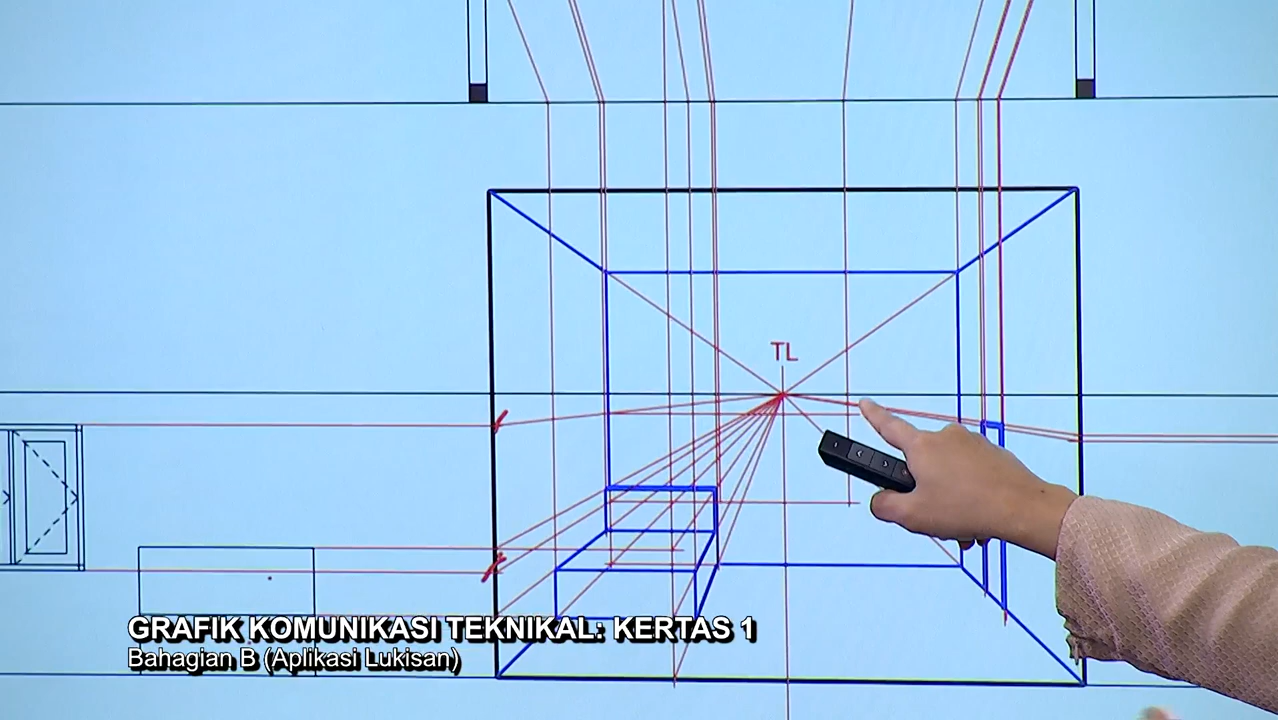 TL
GRAFIK KOMUNIKASI TEKNIKAL: KERTAS 1
Bahagian B (Aplikasi Lukisan)